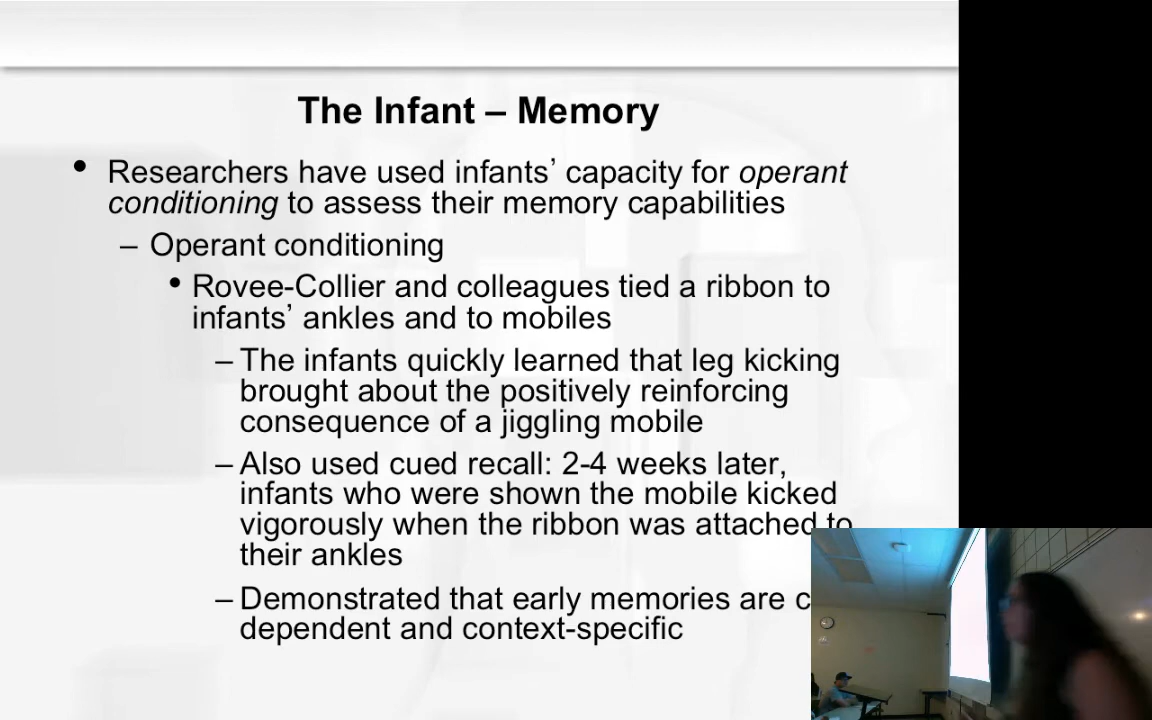 The Infant – Memory
• Researchers have used infants’ capacity for operant
conditioning to assess their memory capabilities
– Operant conditioning
• Rovee-Collier and colleagues tied a ribbon to
infants’ ankles and to mobiles
– The infants quickly learned that leg kicking
brought about the positively reinforcing
consequence of a jiggling mobile
– Also used cued recall: 2-4 weeks later,
infants who were shown the mobile kicked
vigorously when the ribbon was attached to
their ankles
– Demonstrated that early memories are
dependent and context-specific